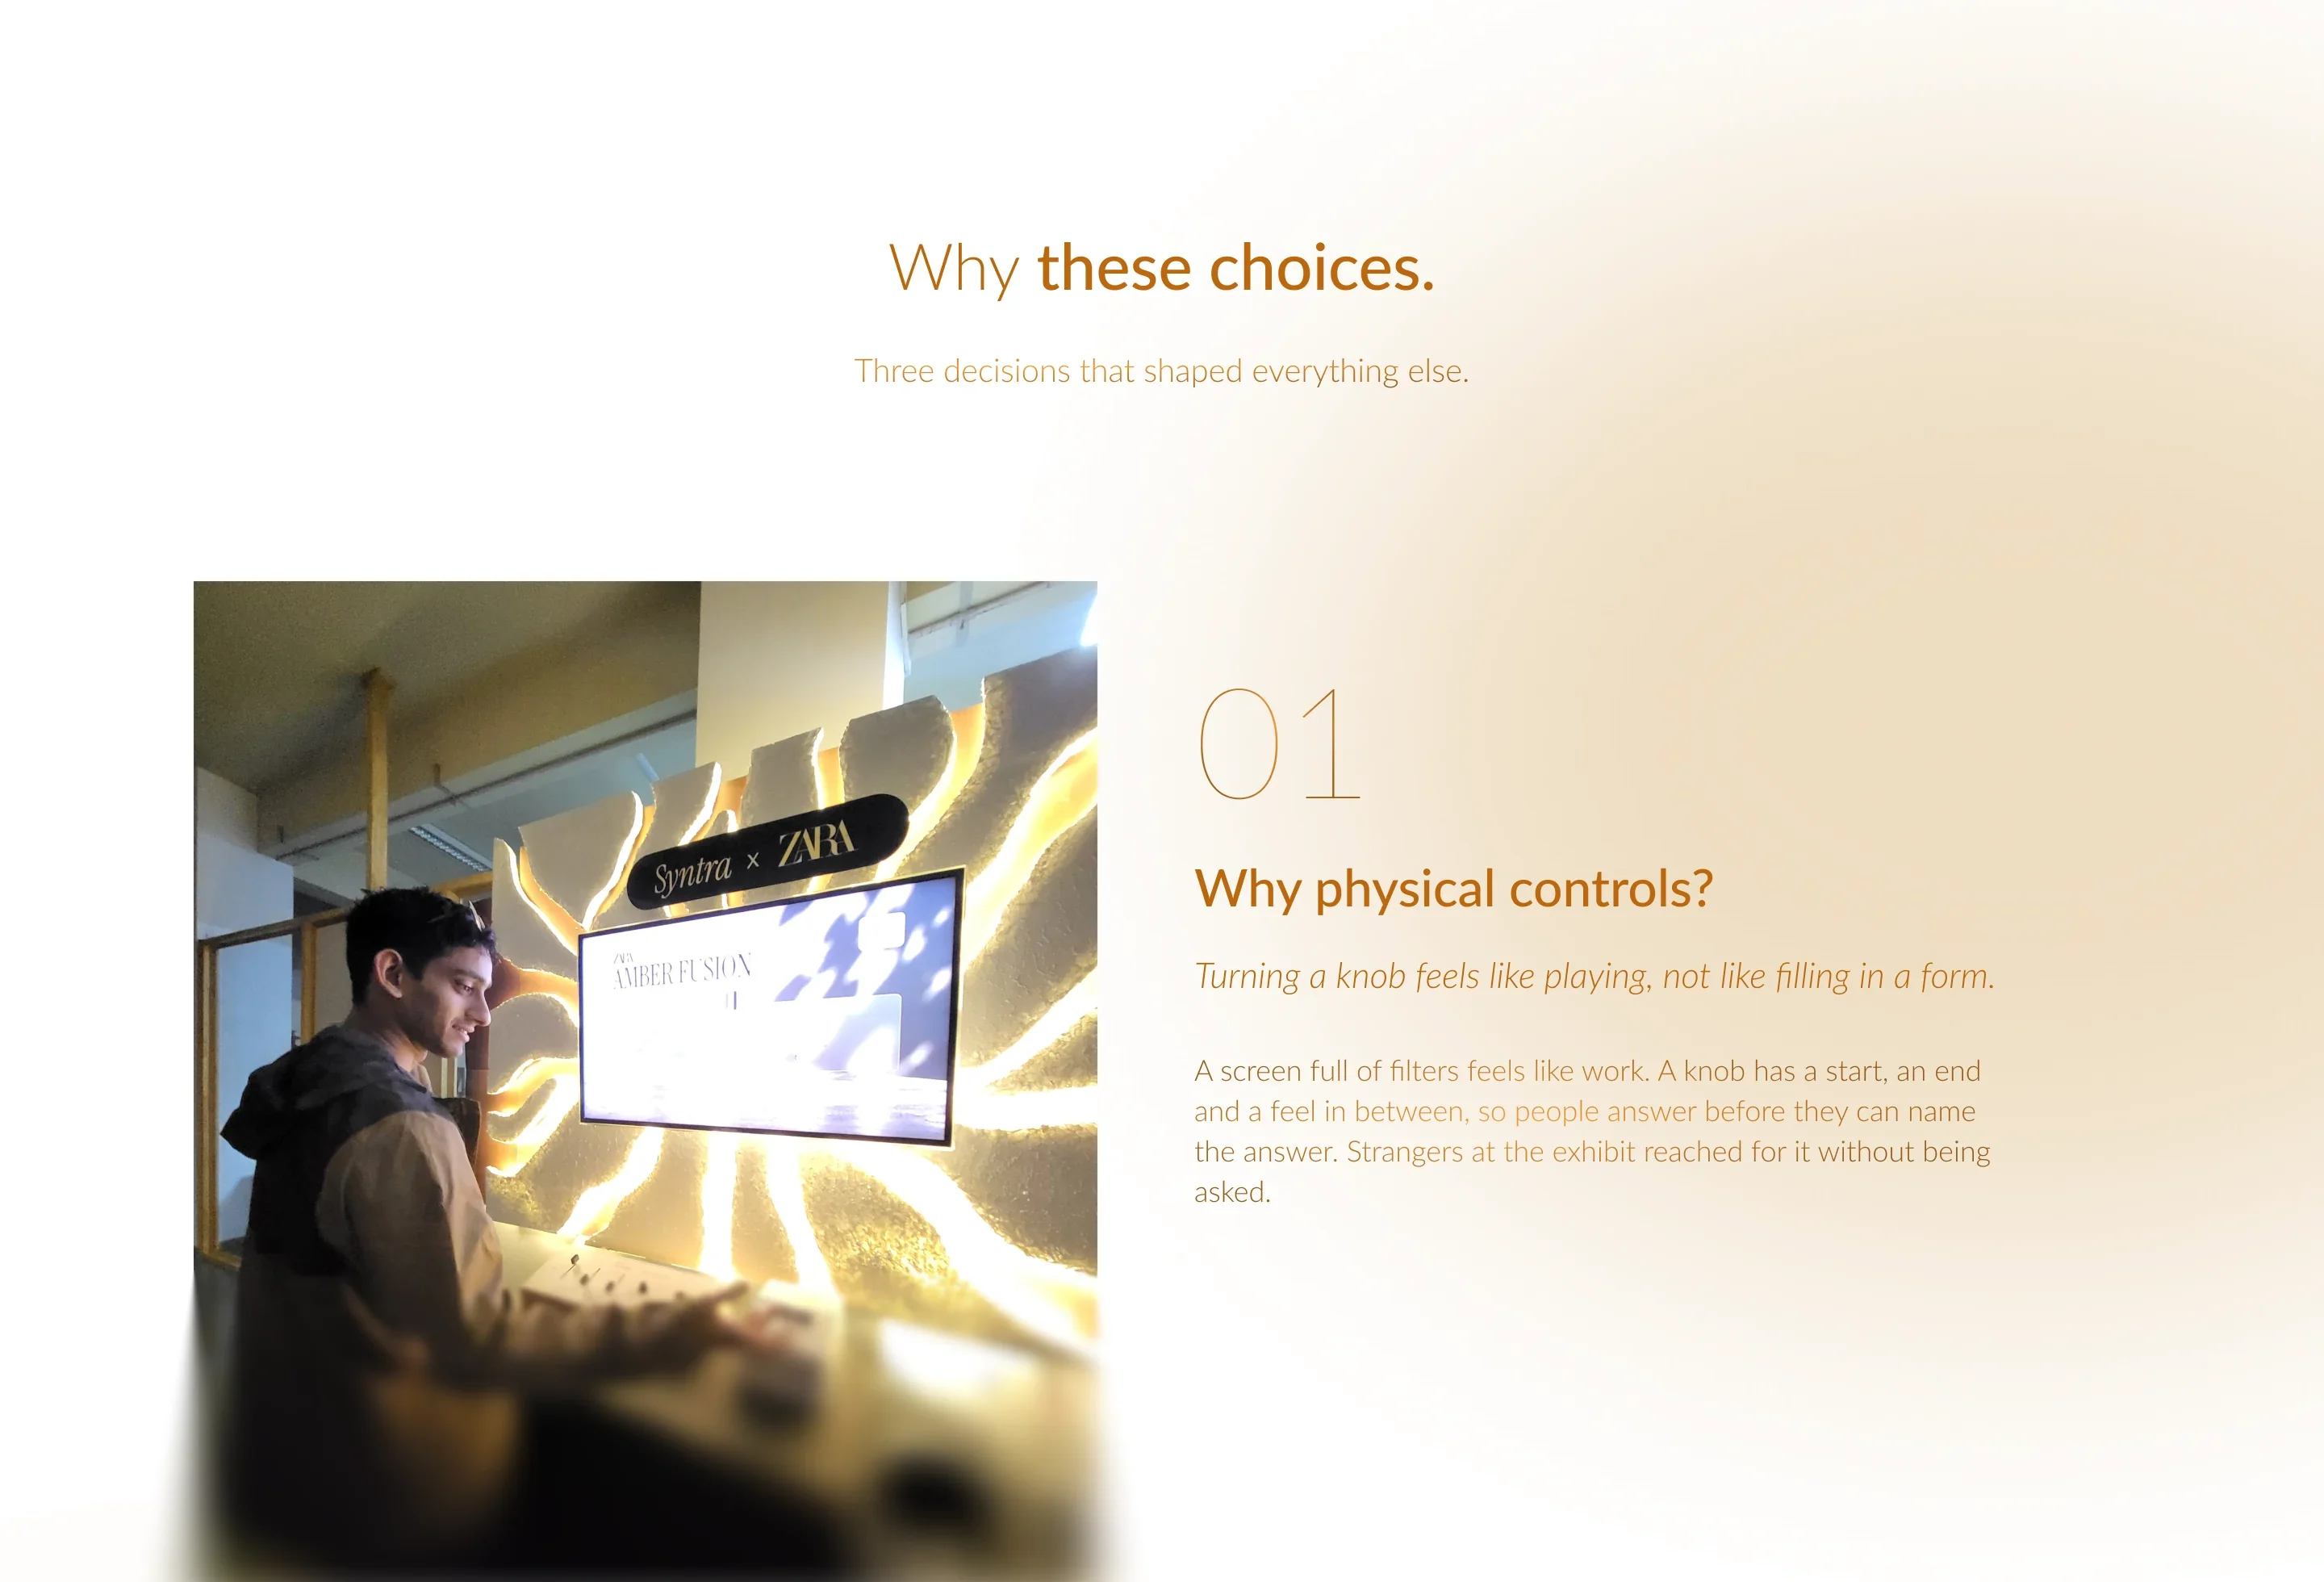 Why these choices.
Three decisions that shaped everything else.
Syntra x ZARA
ZARA
AMBER FUSION
01
Why physical controls?
Turning a knob feels like playing, not like filling in a form.
A screen full of filters feels like work. A knob has a start, an end
and a feel in between, so people answer before they can name
the answer. Strangers at the exhibit reached for it without being
asked.